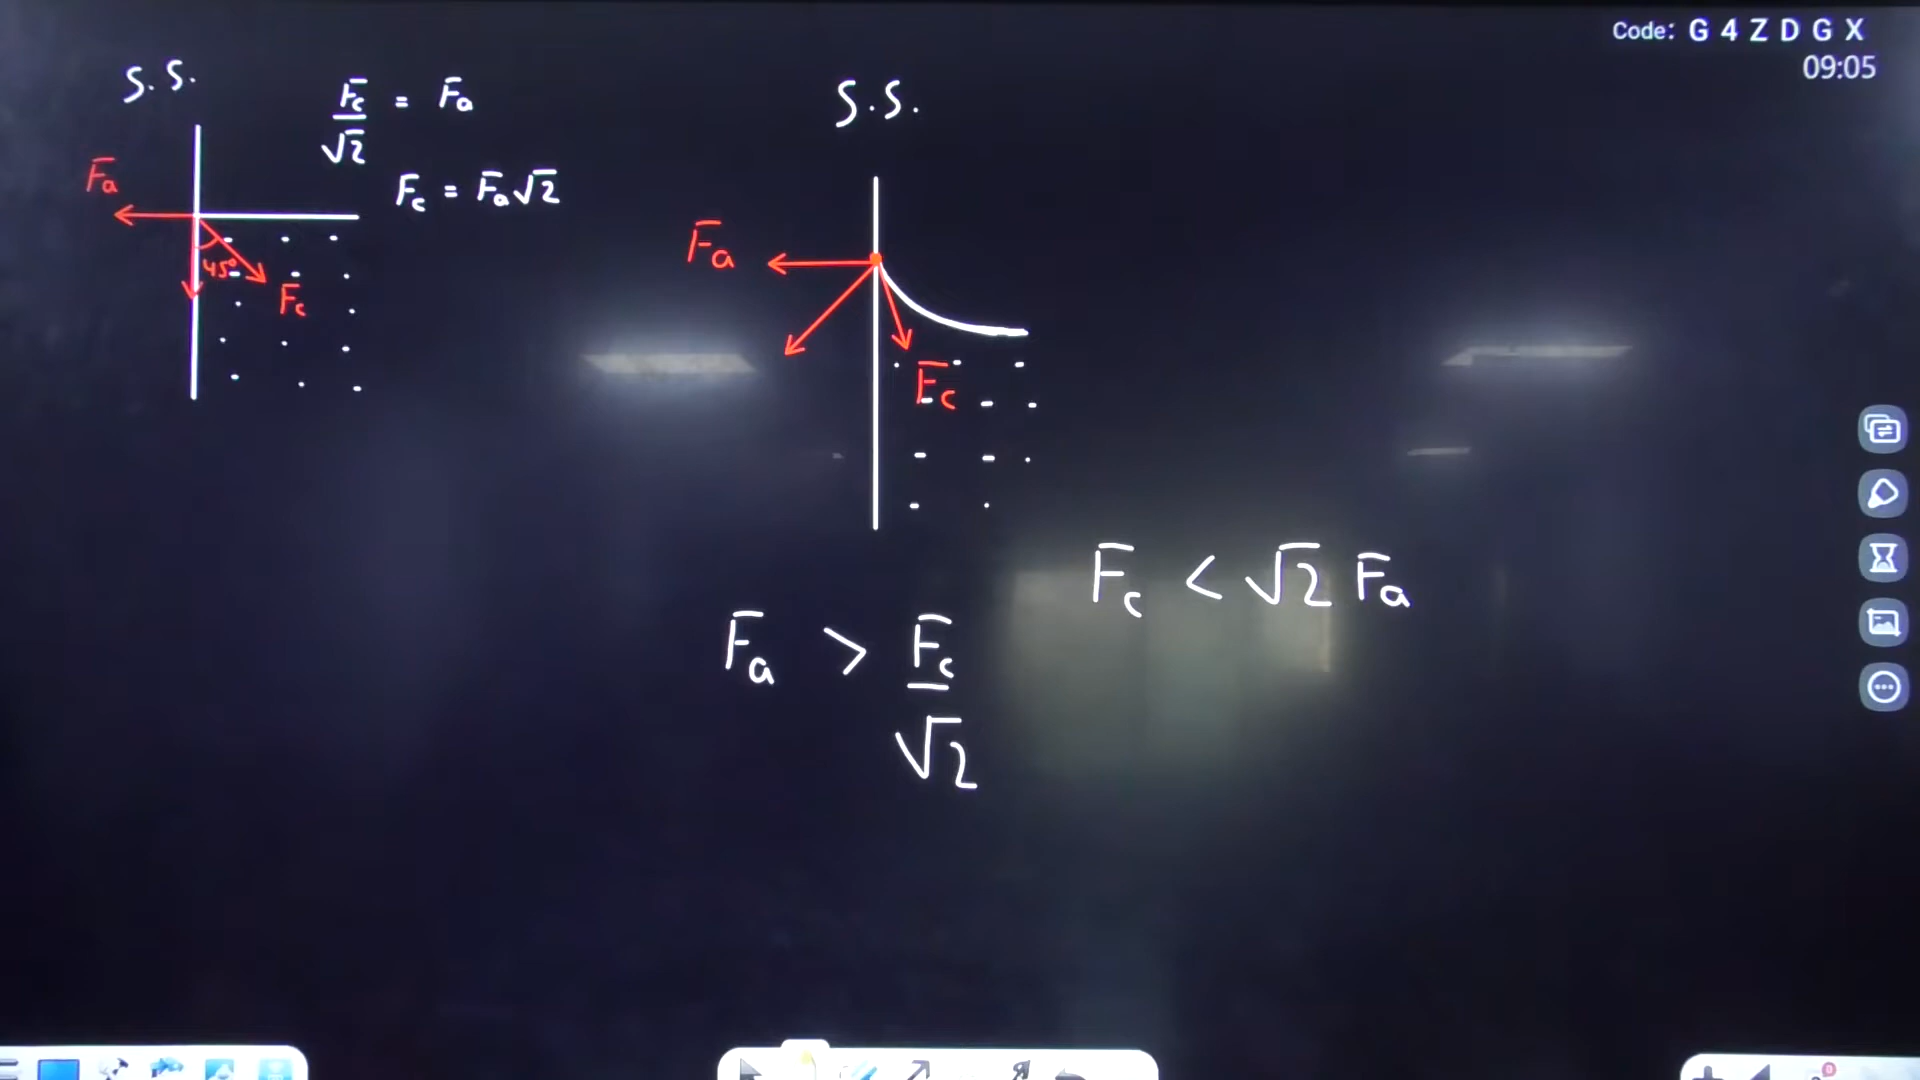 Code: G 4 Z D G X
09:05
S.S.
Fc/√2 = Fa
Fc = Fa√2
Fa
45°
Fc
S.S.
Fa
Fc
Fc < √2 Fa
Fa > Fc/√2